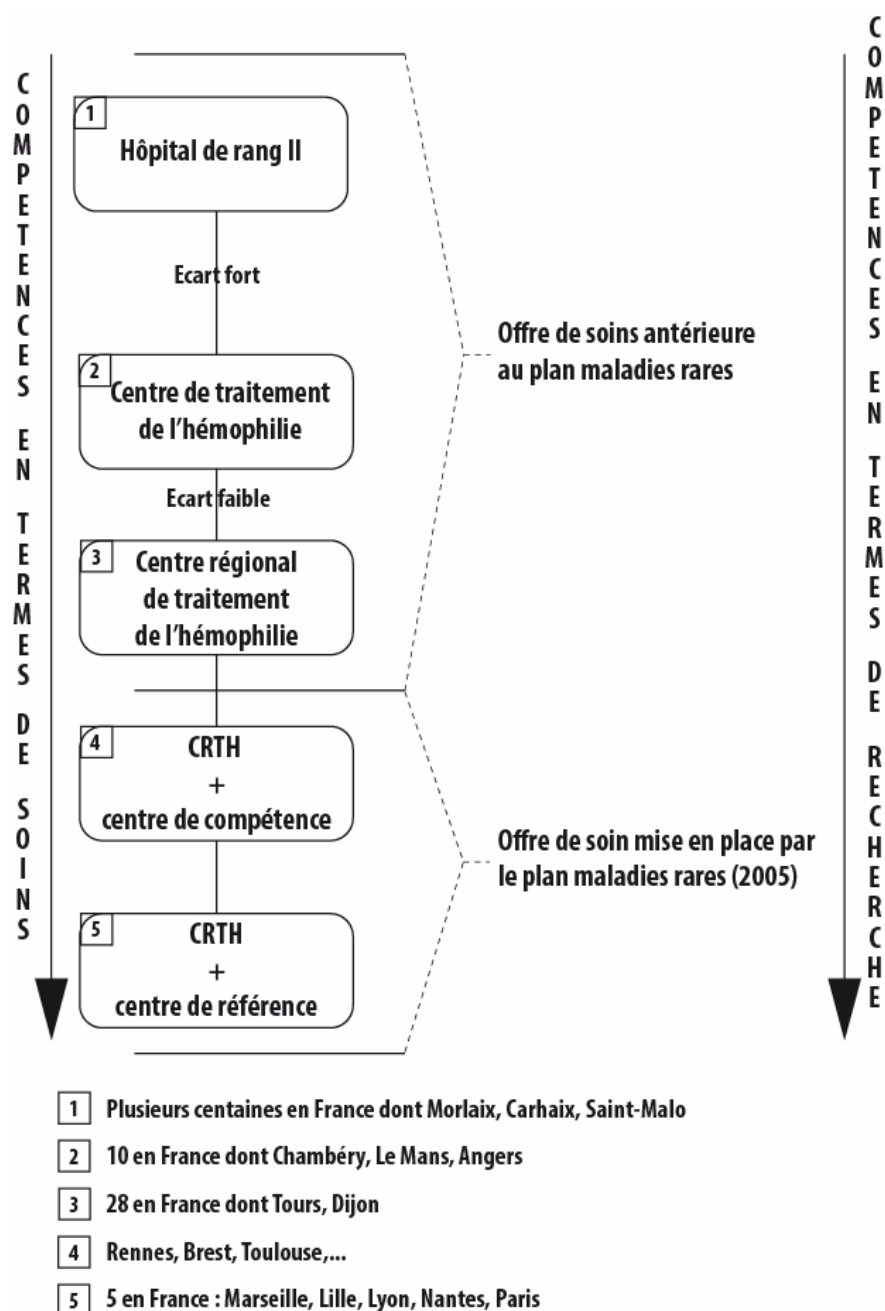 COMPETENCES EN TERMES DE SOINS
1
Hôpital de rang II
Ecart fort
2
Centre de traitement
de l'hémophilie
Ecart faible
3
Centre régional
de traitement
de l'hémophilie
4
CRTH
+
centre de compétence
5
CRTH
+
centre de référence
Offre de soins antérieure
au plan maladies rares
Offre de soin mise en place par
le plan maladies rares (2005)
COMPETENCES EN TERMES DE RECHERCHE
1 Plusieurs centaines en France dont Morlaix, Carhaix, Saint-Malo
2 10 en France dont Chambéry, Le Mans, Angers
3 28 en France dont Tours, Dijon
4 Rennes, Brest, Toulouse,...
5 5 en France : Marseille, Lille, Lyon, Nantes, Paris